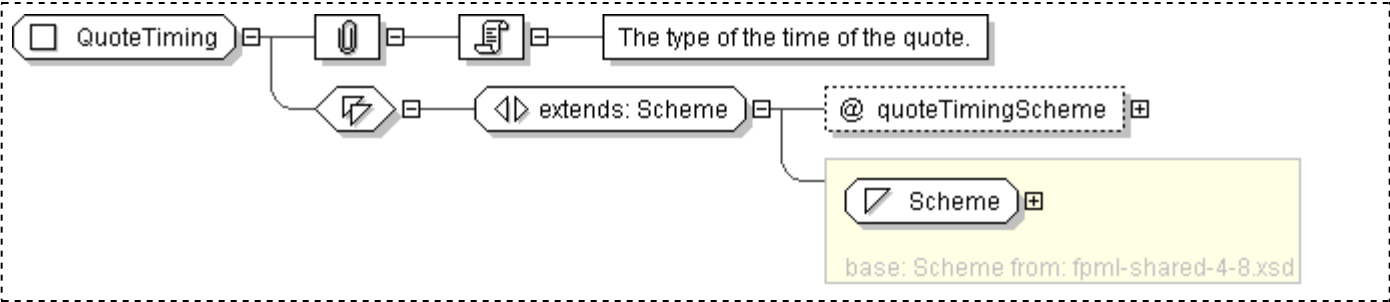 QuoteTiming
The type of the time of the quote.
extends: Scheme
@ quoteTimingScheme
Scheme
base: Scheme from: fpml-shared-4-8.xsd